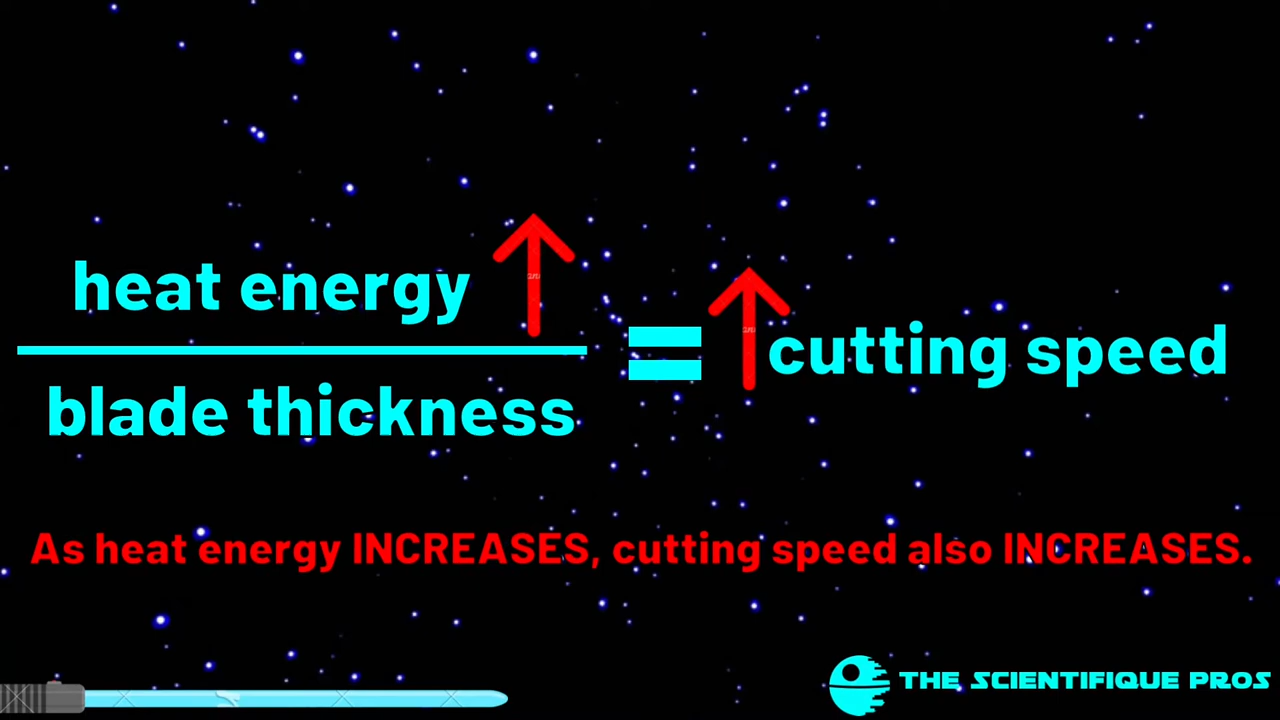 heat energy
blade thickness
=
cutting speed
As heat energy INCREASES, cutting speed also INCREASES.
THE SCIENTIFIQUE PROS